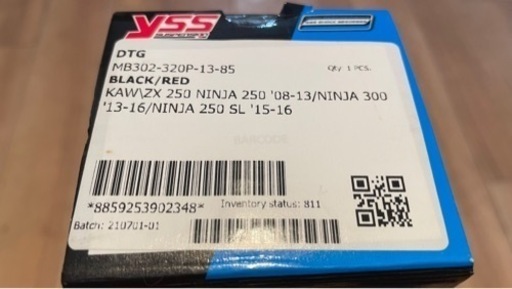 YSS
SUSPENSION
DTG
MB302-320P-13-85
Qty 1 PCS.
BLACK/RED
KAW\ZX 250 NINJA 250 '08-13/NINJA 300
'13-16/NINJA 250 SL '15-16
BARCODE
*8859253902348*
Inventory status: 811
Batch: 210701-01